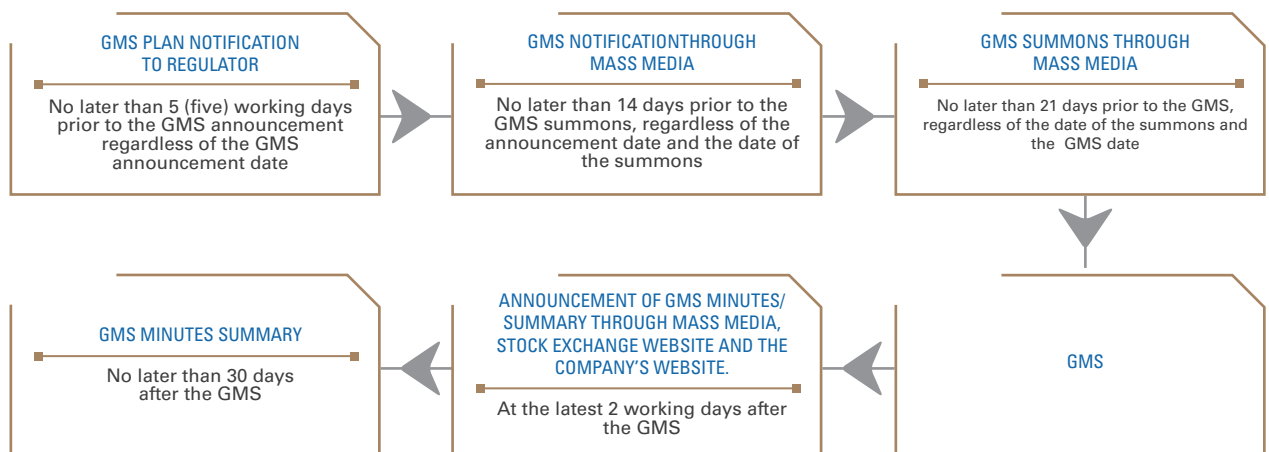 GMS PLAN NOTIFICATION
TO REGULATOR
No later than 5 (five) working days
prior to the GMS announcement
regardless of the GMS
announcement date
GMS NOTIFICATIONTHROUGH
MASS MEDIA
No later than 14 days prior to the
GMS summons, regardless of the
announcement date and the date of
the summons
GMS SUMMONS THROUGH
MASS MEDIA
No later than 21 days prior to the GMS,
regardless of the date of the summons and
the GMS date
GMS
ANNOUNCEMENT OF GMS MINUTES/
SUMMARY THROUGH MASS MEDIA,
STOCK EXCHANGE WEBSITE AND THE
COMPANY'S WEBSITE.
At the latest 2 working days after
the GMS
GMS MINUTES SUMMARY
No later than 30 days
after the GMS